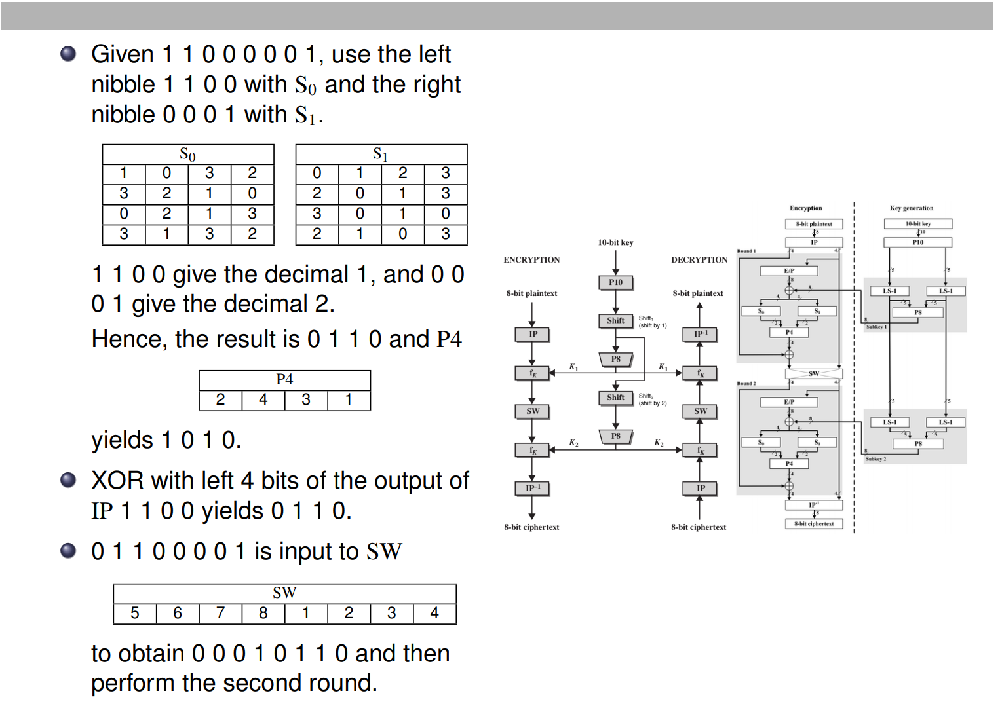 Given 1 1 0 0 0 0 0 1, use the left
nibble 1 1 0 0 with S0 and the right
nibble 0 0 0 1 with S1.
S0
1 0 3 2
3 2 1 0
0 2 1 3
3 1 3 2
S1
0 1 2 3
2 0 1 3
3 0 1 0
2 1 0 3
1 1 0 0 give the decimal 1, and 0 0
0 1 give the decimal 2.
Hence, the result is 0 1 1 0 and P4
P4
2 4 3 1
yields 1 0 1 0.
XOR with left 4 bits of the output of
IP 1 1 0 0 yields 0 1 1 0.
0 1 1 0 0 0 0 1 is input to SW
SW
5 6 7 8 1 2 3 4
to obtain 0 0 0 1 0 1 1 0 and then
perform the second round.
10-bit key
ENCRYPTION
DECRYPTION
P10
8-bit plaintext
8-bit plaintext
Shift
Shift1
(shift by 1)
IP
IP-1
P8
fK
K1
K1
fK
Shift
Shift2
(shift by 2)
SW
SW
P8
fK
K2
K2
fK
IP–1
IP
8-bit ciphertext
8-bit ciphertext
Encryption
Key generation
8-bit plaintext
10-bit key
8
10
IP
P10
Round 1
4
4
E/P
8
8
5
5
LS-1
LS-1
4
4
S0
S1
5
5
P8
2
2
8
Subkey 1
P4
4
SW
Round 2
4
4
E/P
8
8
5
5
LS-1
LS-1
4
4
S0
S1
5
5
P8
2
2
8
Subkey 2
P4
4
4
4
IP-1
8
8-bit ciphertext